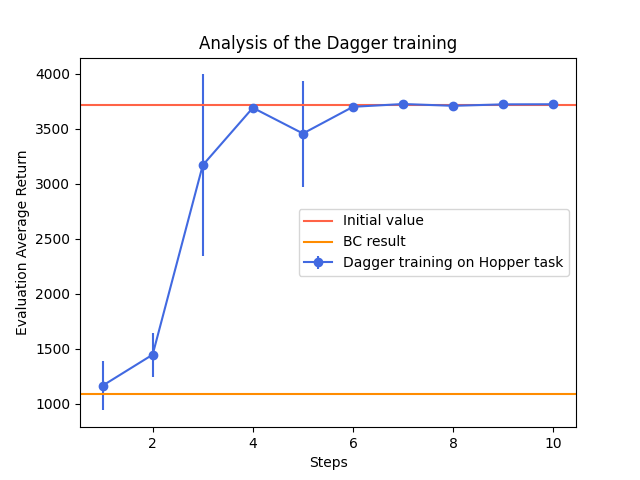 Analysis of the Dagger training
Evaluation Average Return
4000
3500
3000
2500
2000
1500
1000
Initial value
BC result
Dagger training on Hopper task
2 4 6 8 10
Steps